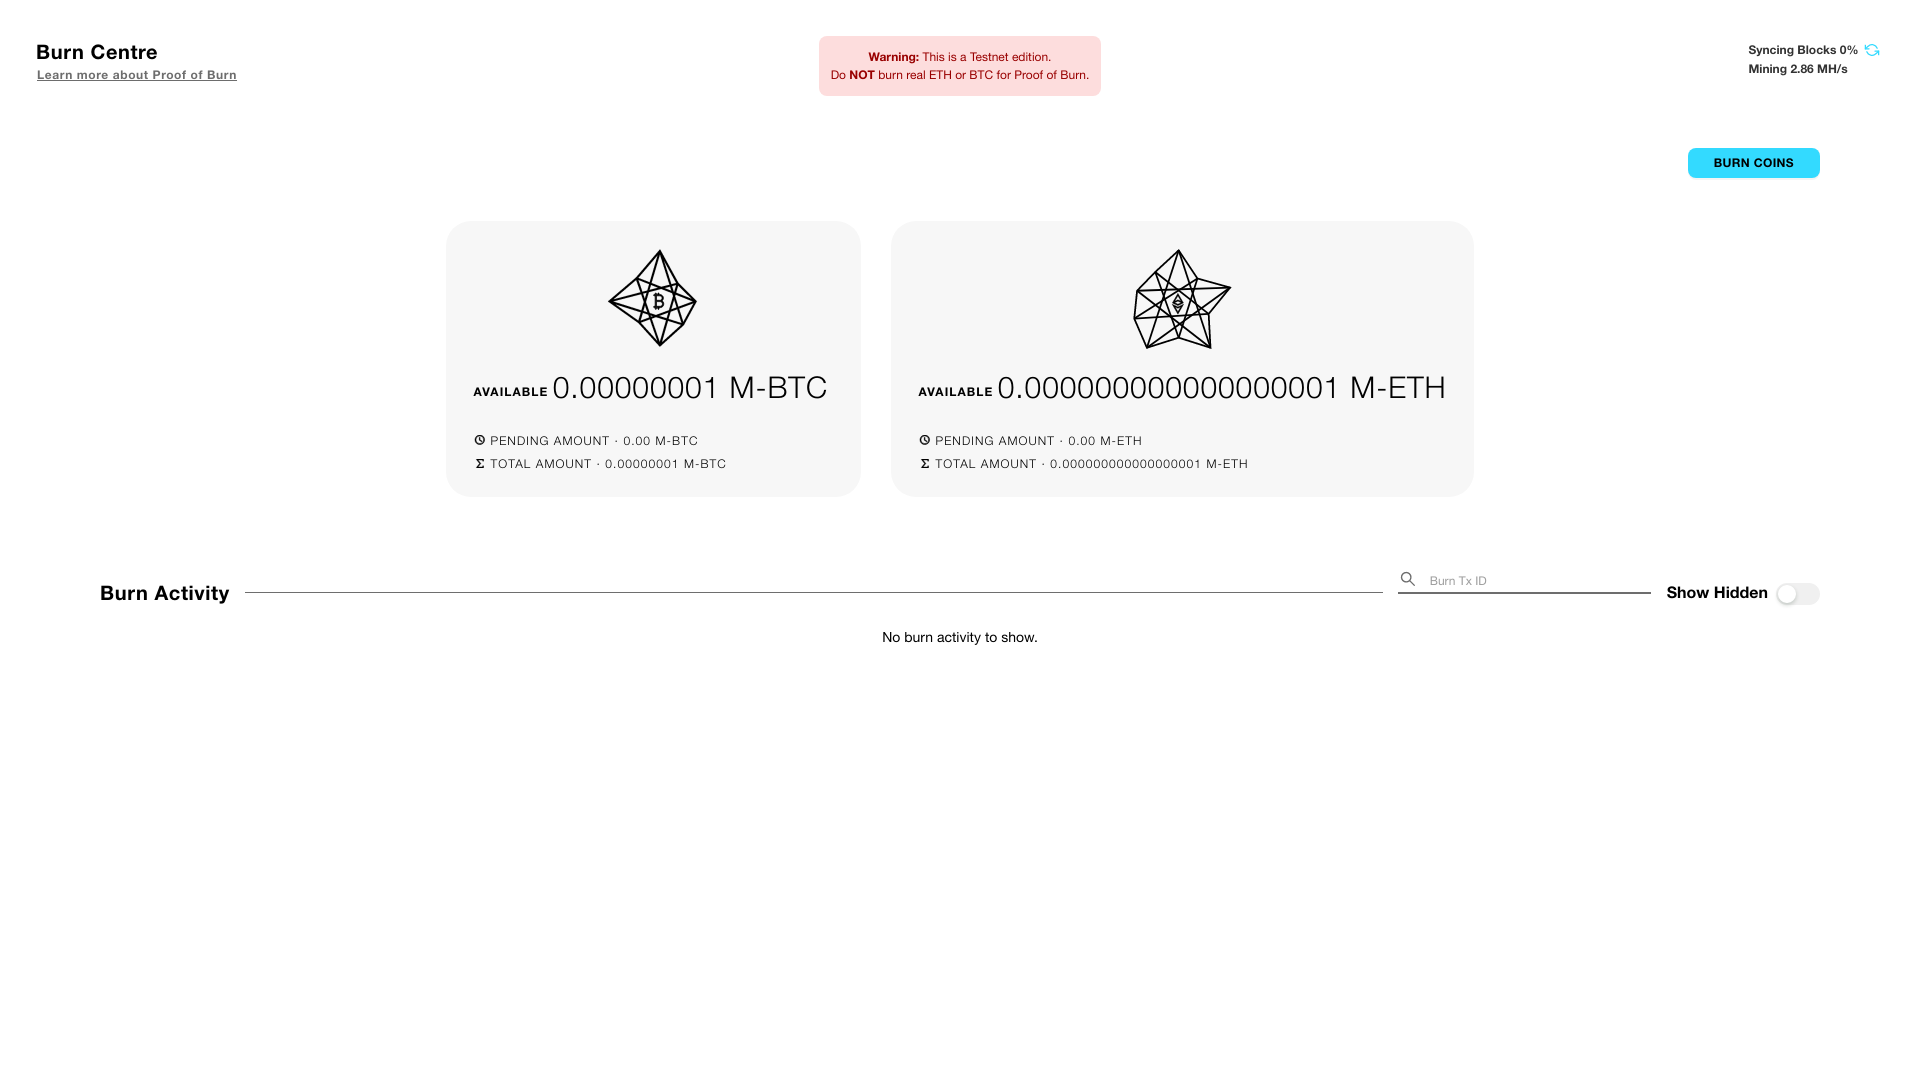 Burn Centre
Learn more about Proof of Burn
Warning: This is a Testnet edition.
Do NOT burn real ETH or BTC for Proof of Burn.
Syncing Blocks 0%
Mining 2.86 MH/s
BURN COINS
AVAILABLE 0.00000001 M-BTC
PENDING AMOUNT · 0.00 M-BTC
Σ TOTAL AMOUNT · 0.00000001 M-BTC
AVAILABLE 0.000000000000000001 M-ETH
PENDING AMOUNT · 0.00 M-ETH
Σ TOTAL AMOUNT · 0.000000000000000001 M-ETH
Burn Activity
Burn Tx ID
Show Hidden
No burn activity to show.